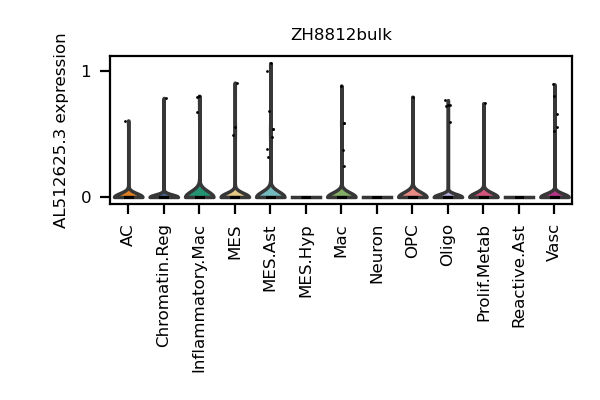 ZH8812bulk
AL512625.3 expression
1
0
AC
Chromatin.Reg
Inflammatory.Mac
MES
MES.Ast
MES.Hyp
Mac
Neuron
OPC
Oligo
Prolif.Metab
Reactive.Ast
Vasc